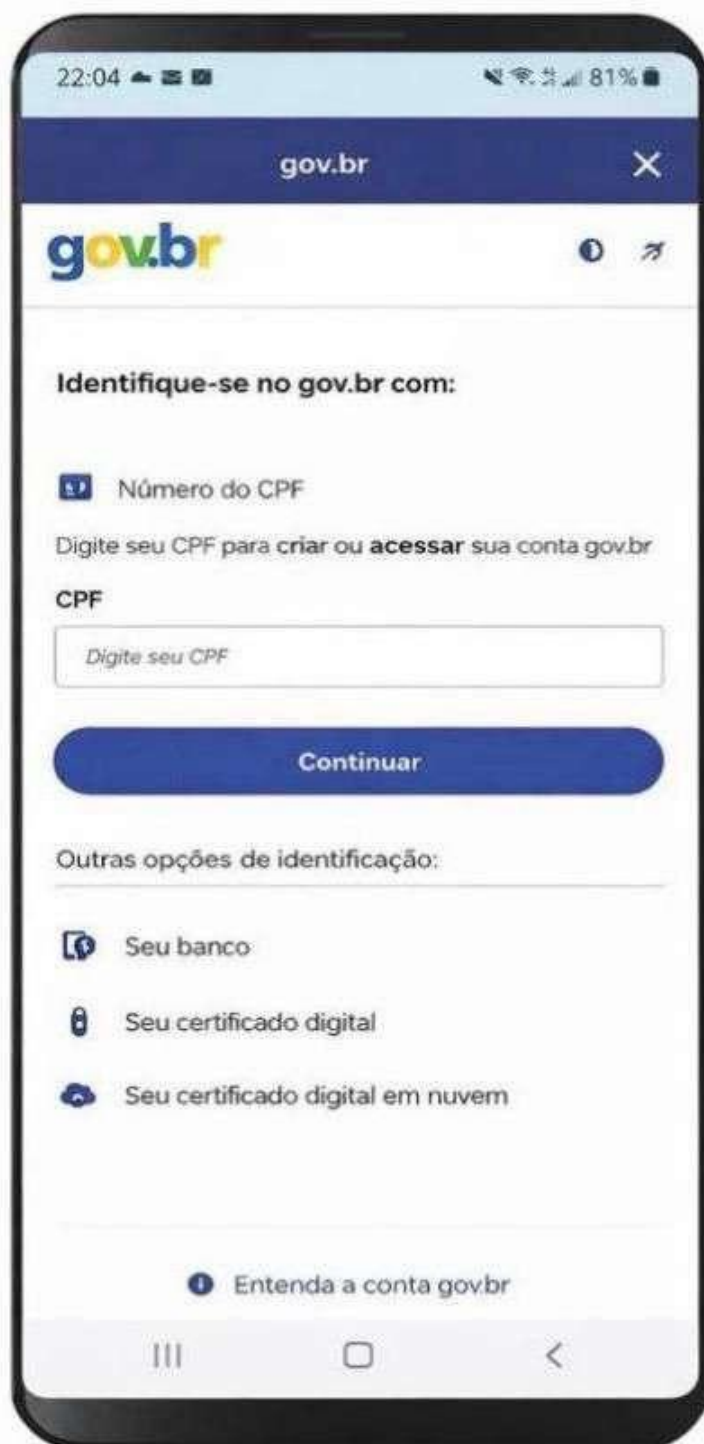 22:04
81%
gov.br
gov.br
Identifique-se no gov.br com:
Número do CPF
Digite seu CPF para criar ou acessar sua conta gov.br
CPF
Digite seu CPF
Continuar
Outras opções de identificação:
Seu banco
Seu certificado digital
Seu certificado digital em nuvem
Entenda a conta gov.br